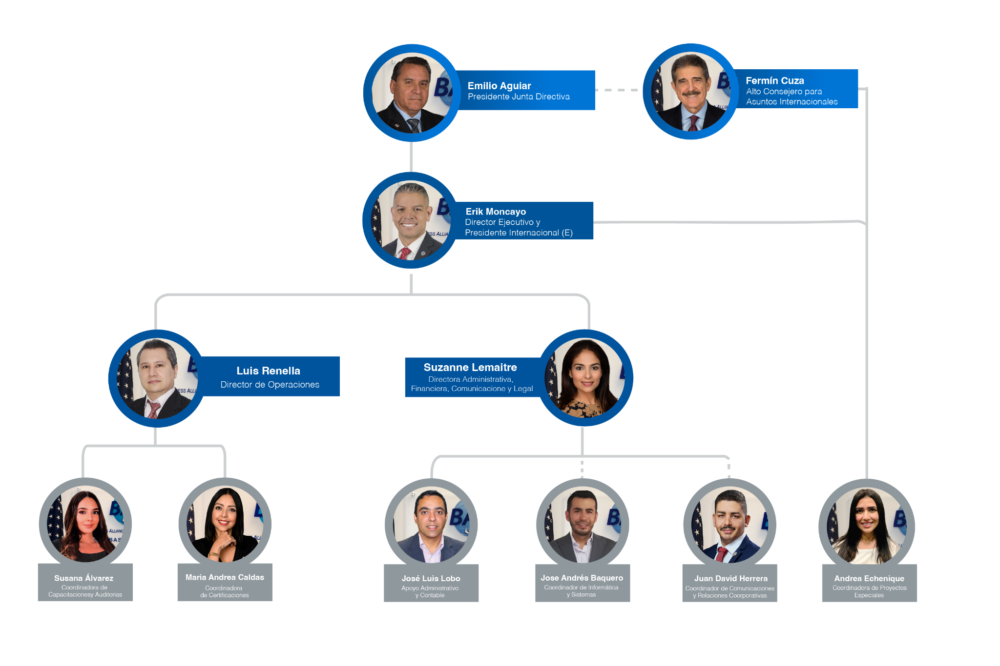 Emilio Aguiar
Presidente Junta Directiva
Fermín Cuza
Alto Consejero para
Asuntos Internacionales
Erik Moncayo
Director Ejecutivo y
Presidente Internacional (E)
Luis Renella
Director de Operaciones
Suzanne Lemaitre
Directora Administrativa,
Financiera, Comunicacione y Legal
Susana Álvarez
Coordinadora de
Capacitacionesy Auditorias
Maria Andrea Caldas
Coordinadora
de Certificaciones
José Luis Lobo
Apoyo Administrativo
y Contable
Jose Andrés Baquero
Coordinador de Informática
y Sistemas
Juan David Herrera
Coordinador de Comunicaciones
y Relaciones Coorporativas
Andrea Echenique
Coordinadora de Proyectos
Especiales